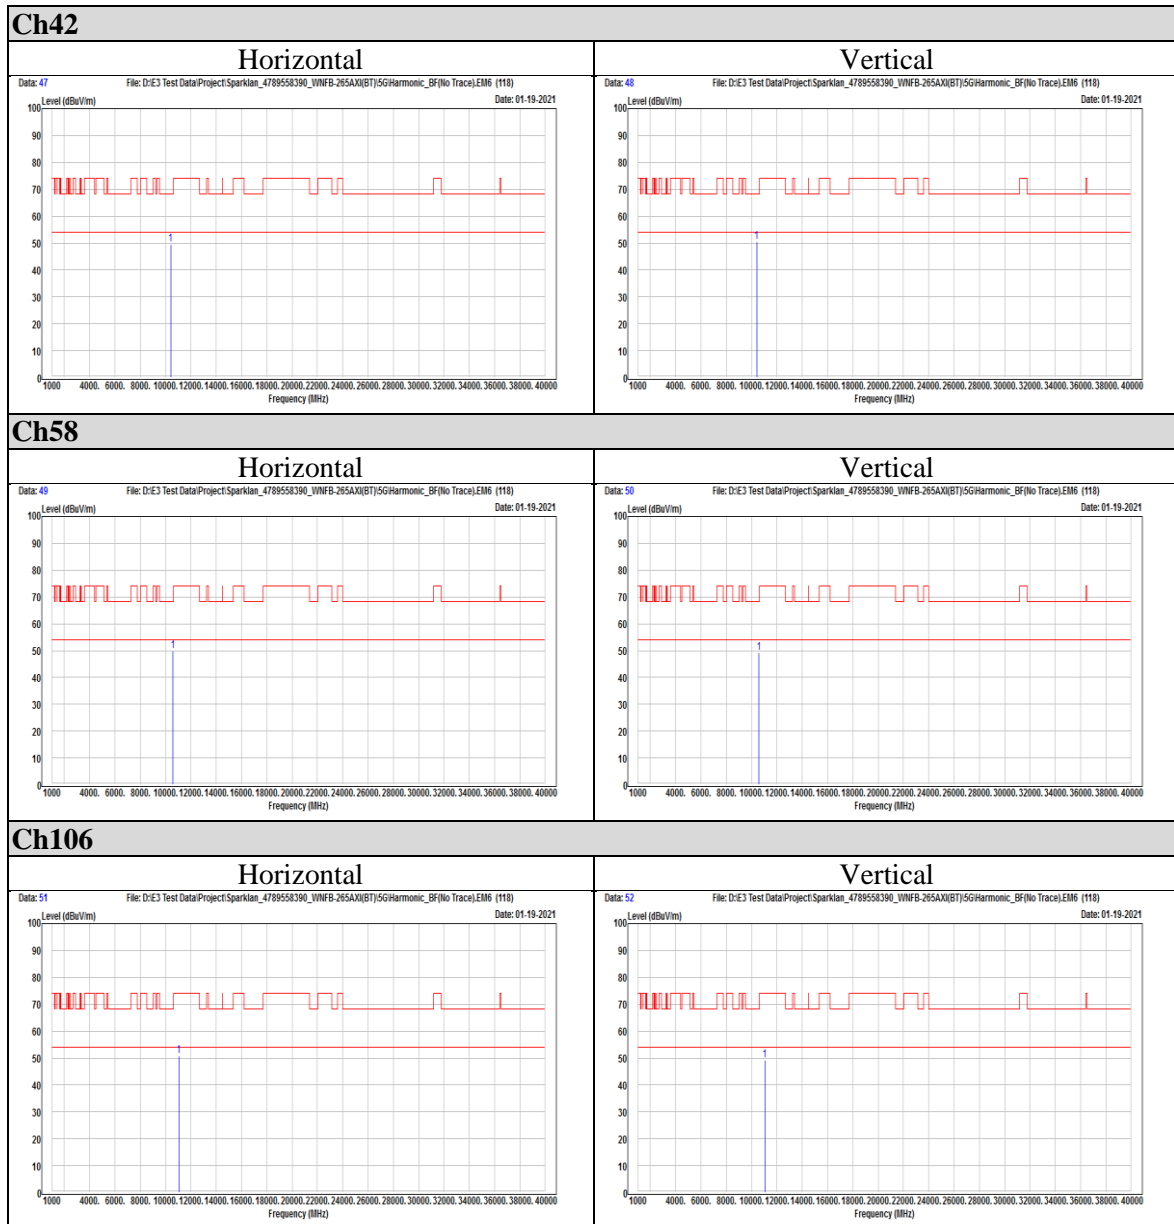 Ch42
Horizontal Vertical
Data: 47 File: D:\E3 Test Data\Project\Sparklan_4789558390_WNFB-265AXI(BT)\5G\Harmonic_BF(No Trace).EM6 (118)
Level (dBuV/m) Date: 01-19-2021
100
90
80
70
60
50
40
30
20
10
0
1
1000 4000. 6000. 8000. 10000. 12000. 14000. 16000. 18000. 20000. 22000. 24000. 26000. 28000. 30000. 32000. 34000. 36000. 38000. 40000
Frequency (MHz)
Data: 48 File: D:\E3 Test Data\Project\Sparklan_4789558390_WNFB-265AXI(BT)\5G\Harmonic_BF(No Trace).EM6 (118)
Level (dBuV/m) Date: 01-19-2021
100
90
80
70
60
50
40
30
20
10
0
1
1000 4000. 6000. 8000. 10000. 12000. 14000. 16000. 18000. 20000. 22000. 24000. 26000. 28000. 30000. 32000. 34000. 36000. 38000. 40000
Frequency (MHz)
Ch58
Horizontal Vertical
Data: 49 File: D:\E3 Test Data\Project\Sparklan_4789558390_WNFB-265AXI(BT)\5G\Harmonic_BF(No Trace).EM6 (118)
Level (dBuV/m) Date: 01-19-2021
100
90
80
70
60
50
40
30
20
10
0
1
1000 4000. 6000. 8000. 10000. 12000. 14000. 16000. 18000. 20000. 22000. 24000. 26000. 28000. 30000. 32000. 34000. 36000. 38000. 40000
Frequency (MHz)
Data: 50 File: D:\E3 Test Data\Project\Sparklan_4789558390_WNFB-265AXI(BT)\5G\Harmonic_BF(No Trace).EM6 (118)
Level (dBuV/m) Date: 01-19-2021
100
90
80
70
60
50
40
30
20
10
0
1
1000 4000. 6000. 8000. 10000. 12000. 14000. 16000. 18000. 20000. 22000. 24000. 26000. 28000. 30000. 32000. 34000. 36000. 38000. 40000
Frequency (MHz)
Ch106
Horizontal Vertical
Data: 51 File: D:\E3 Test Data\Project\Sparklan_4789558390_WNFB-265AXI(BT)\5G\Harmonic_BF(No Trace).EM6 (118)
Level (dBuV/m) Date: 01-19-2021
100
90
80
70
60
50
40
30
20
10
0
1
1000 4000. 6000. 8000. 10000. 12000. 14000. 16000. 18000. 20000. 22000. 24000. 26000. 28000. 30000. 32000. 34000. 36000. 38000. 40000
Frequency (MHz)
Data: 52 File: D:\E3 Test Data\Project\Sparklan_4789558390_WNFB-265AXI(BT)\5G\Harmonic_BF(No Trace).EM6 (118)
Level (dBuV/m) Date: 01-19-2021
100
90
80
70
60
50
40
30
20
10
0
1
1000 4000. 6000. 8000. 10000. 12000. 14000. 16000. 18000. 20000. 22000. 24000. 26000. 28000. 30000. 32000. 34000. 36000. 38000. 40000
Frequency (MHz)